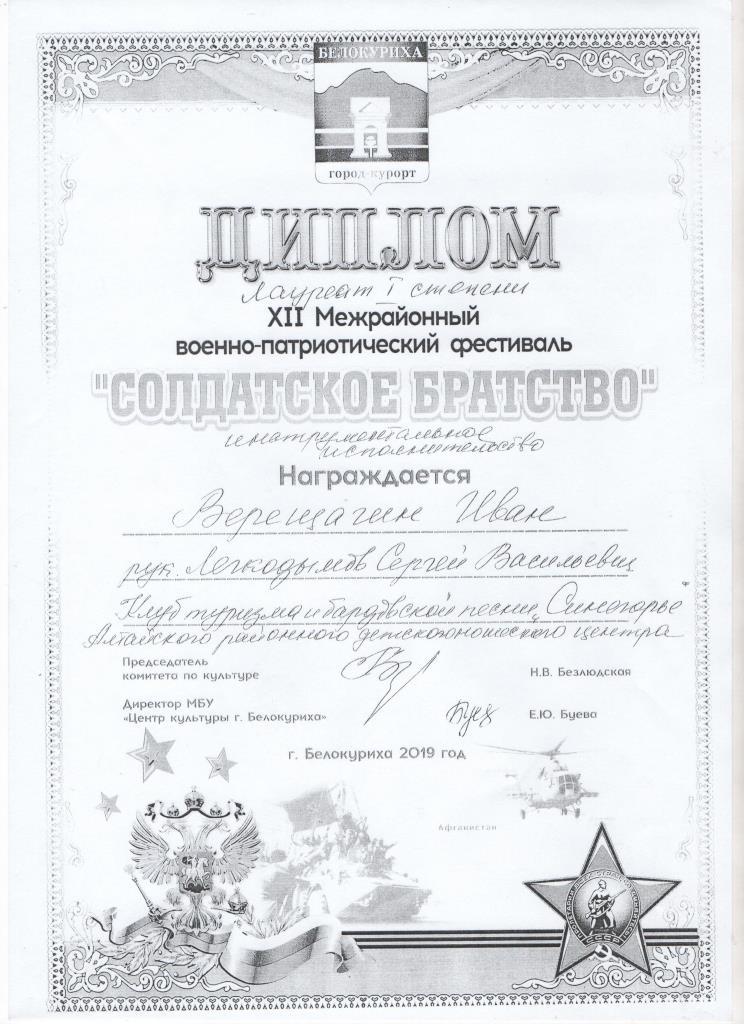 БЕЛОКУРИХА
город-курорт
ДИПЛОМ
Лауреат I степени
XII Межрайонный
военно-патриотический фестиваль
"СОЛДАТСКОЕ БРАТСТВО"
инструментальное
исполнительство
Награждается
Верещагин Иван
рук. Легкодымов Сергей Васильевич
Клуб туризма и бардовской песни „Синегорье"
Алтайского районного детско юношеского центра
Председатель
комитета по культуре
Н.В. Безлюдская
Директор МБУ
«Центр культуры г. Белокуриха»
Е.Ю. Буева
г. Белокуриха 2019 год
Афганистан
СССР